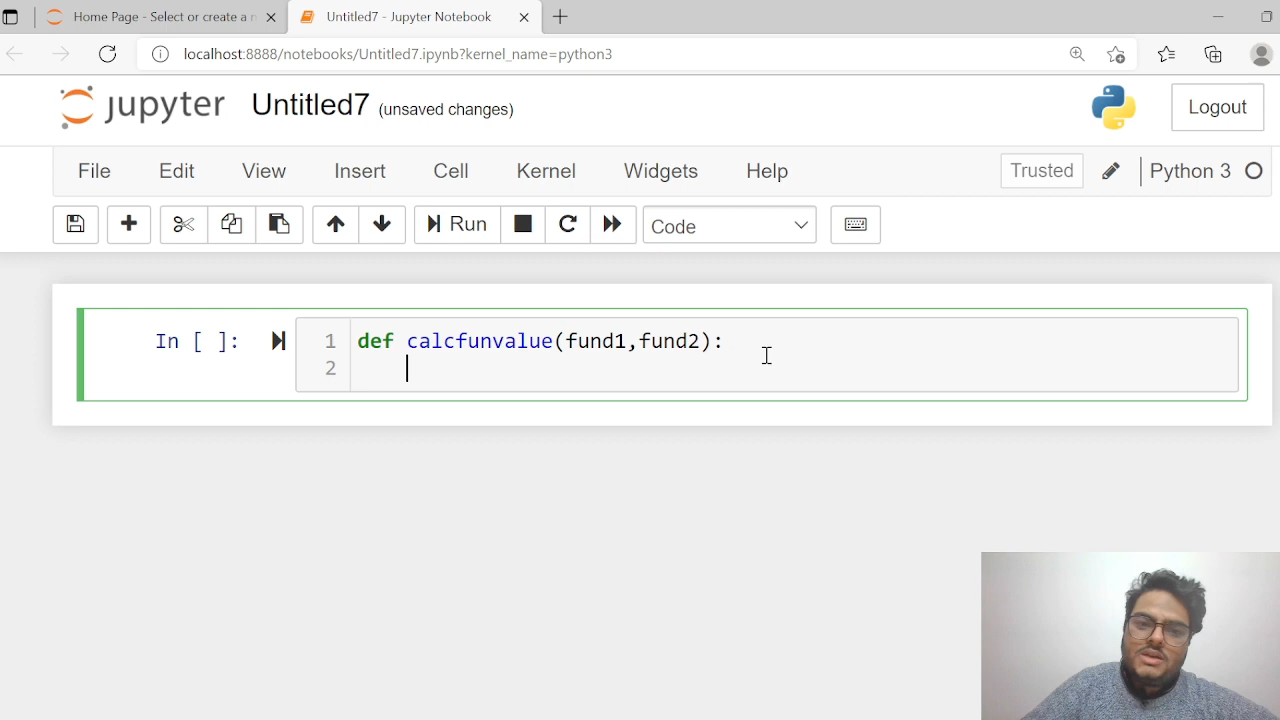 Home Page - Select or create a n
Untitled7 - Jupyter Notebook
localhost:8888/notebooks/Untitled7.ipynb?kernel_name=python3
jupyter Untitled7 (unsaved changes) Logout
File Edit View Insert Cell Kernel Widgets Help Trusted Python 3
Run Code
In [ ]: 1 def calcfunvalue(fund1,fund2):
2